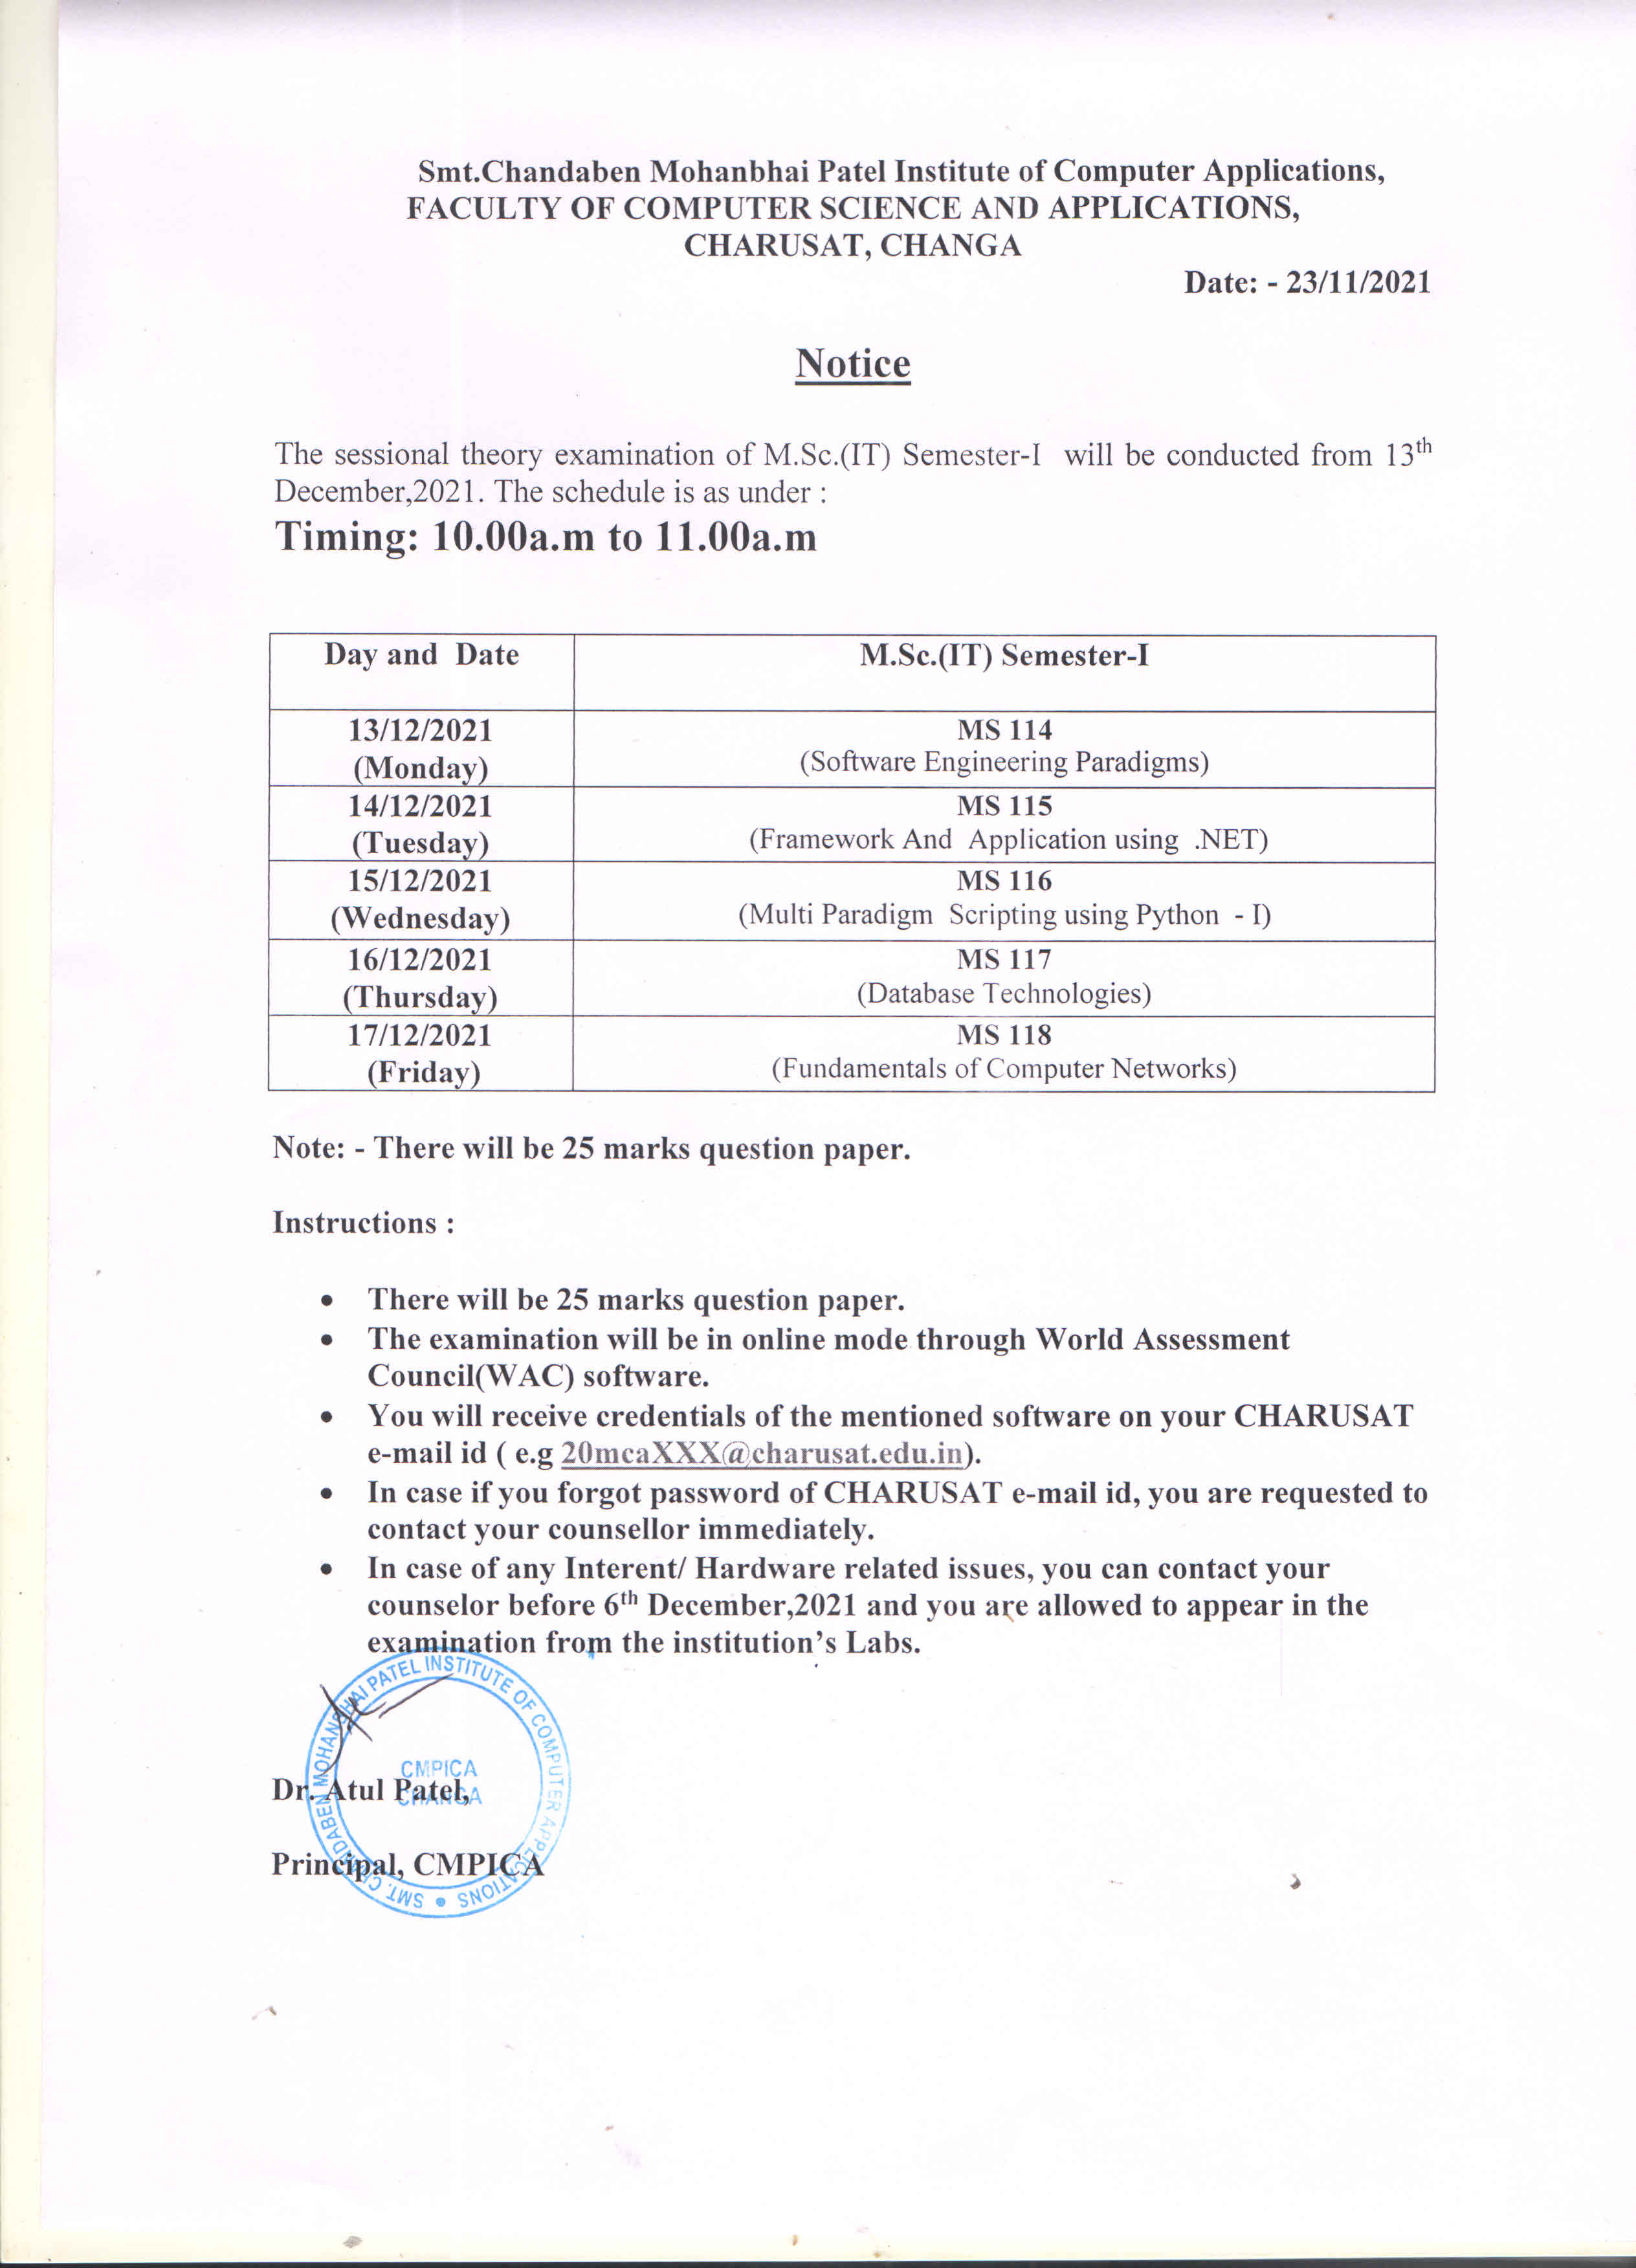 Smt.Chandaben Mohanbhai Patel Institute of Computer Applications,
FACULTY OF COMPUTER SCIENCE AND APPLICATIONS,
CHARUSAT, CHANGA
Date: - 23/11/2021
Notice
The sessional theory examination of M.Sc.(IT) Semester-I will be conducted from 13th
December,2021. The schedule is as under :
Timing: 10.00a.m to 11.00a.m
Day and Date
M.Sc.(IT) Semester-I
13/12/2021
(Monday)
MS 114
(Software Engineering Paradigms)
14/12/2021
(Tuesday)
MS 115
(Framework And Application using .NET)
15/12/2021
(Wednesday)
MS 116
(Multi Paradigm Scripting using Python - I)
16/12/2021
(Thursday)
MS 117
(Database Technologies)
17/12/2021
(Friday)
MS 118
(Fundamentals of Computer Networks)
Note: - There will be 25 marks question paper.
Instructions :
• There will be 25 marks question paper.
• The examination will be in online mode through World Assessment
Council(WAC) software.
• You will receive credentials of the mentioned software on your CHARUSAT
e-mail id ( e.g 20mcaXXX@charusat.edu.in).
• In case if you forgot password of CHARUSAT e-mail id, you are requested to
contact your counsellor immediately.
• In case of any Interent/ Hardware related issues, you can contact your
counselor before 6th December,2021 and you are allowed to appear in the
examination from the institution's Labs.
SMT. CHANDABEN MOHANBHAI PATEL INSTITUTE OF COMPUTER APPLICATIONS
CMPICA
CHANGA
Dr. Atul Patel,
Principal, CMPICA